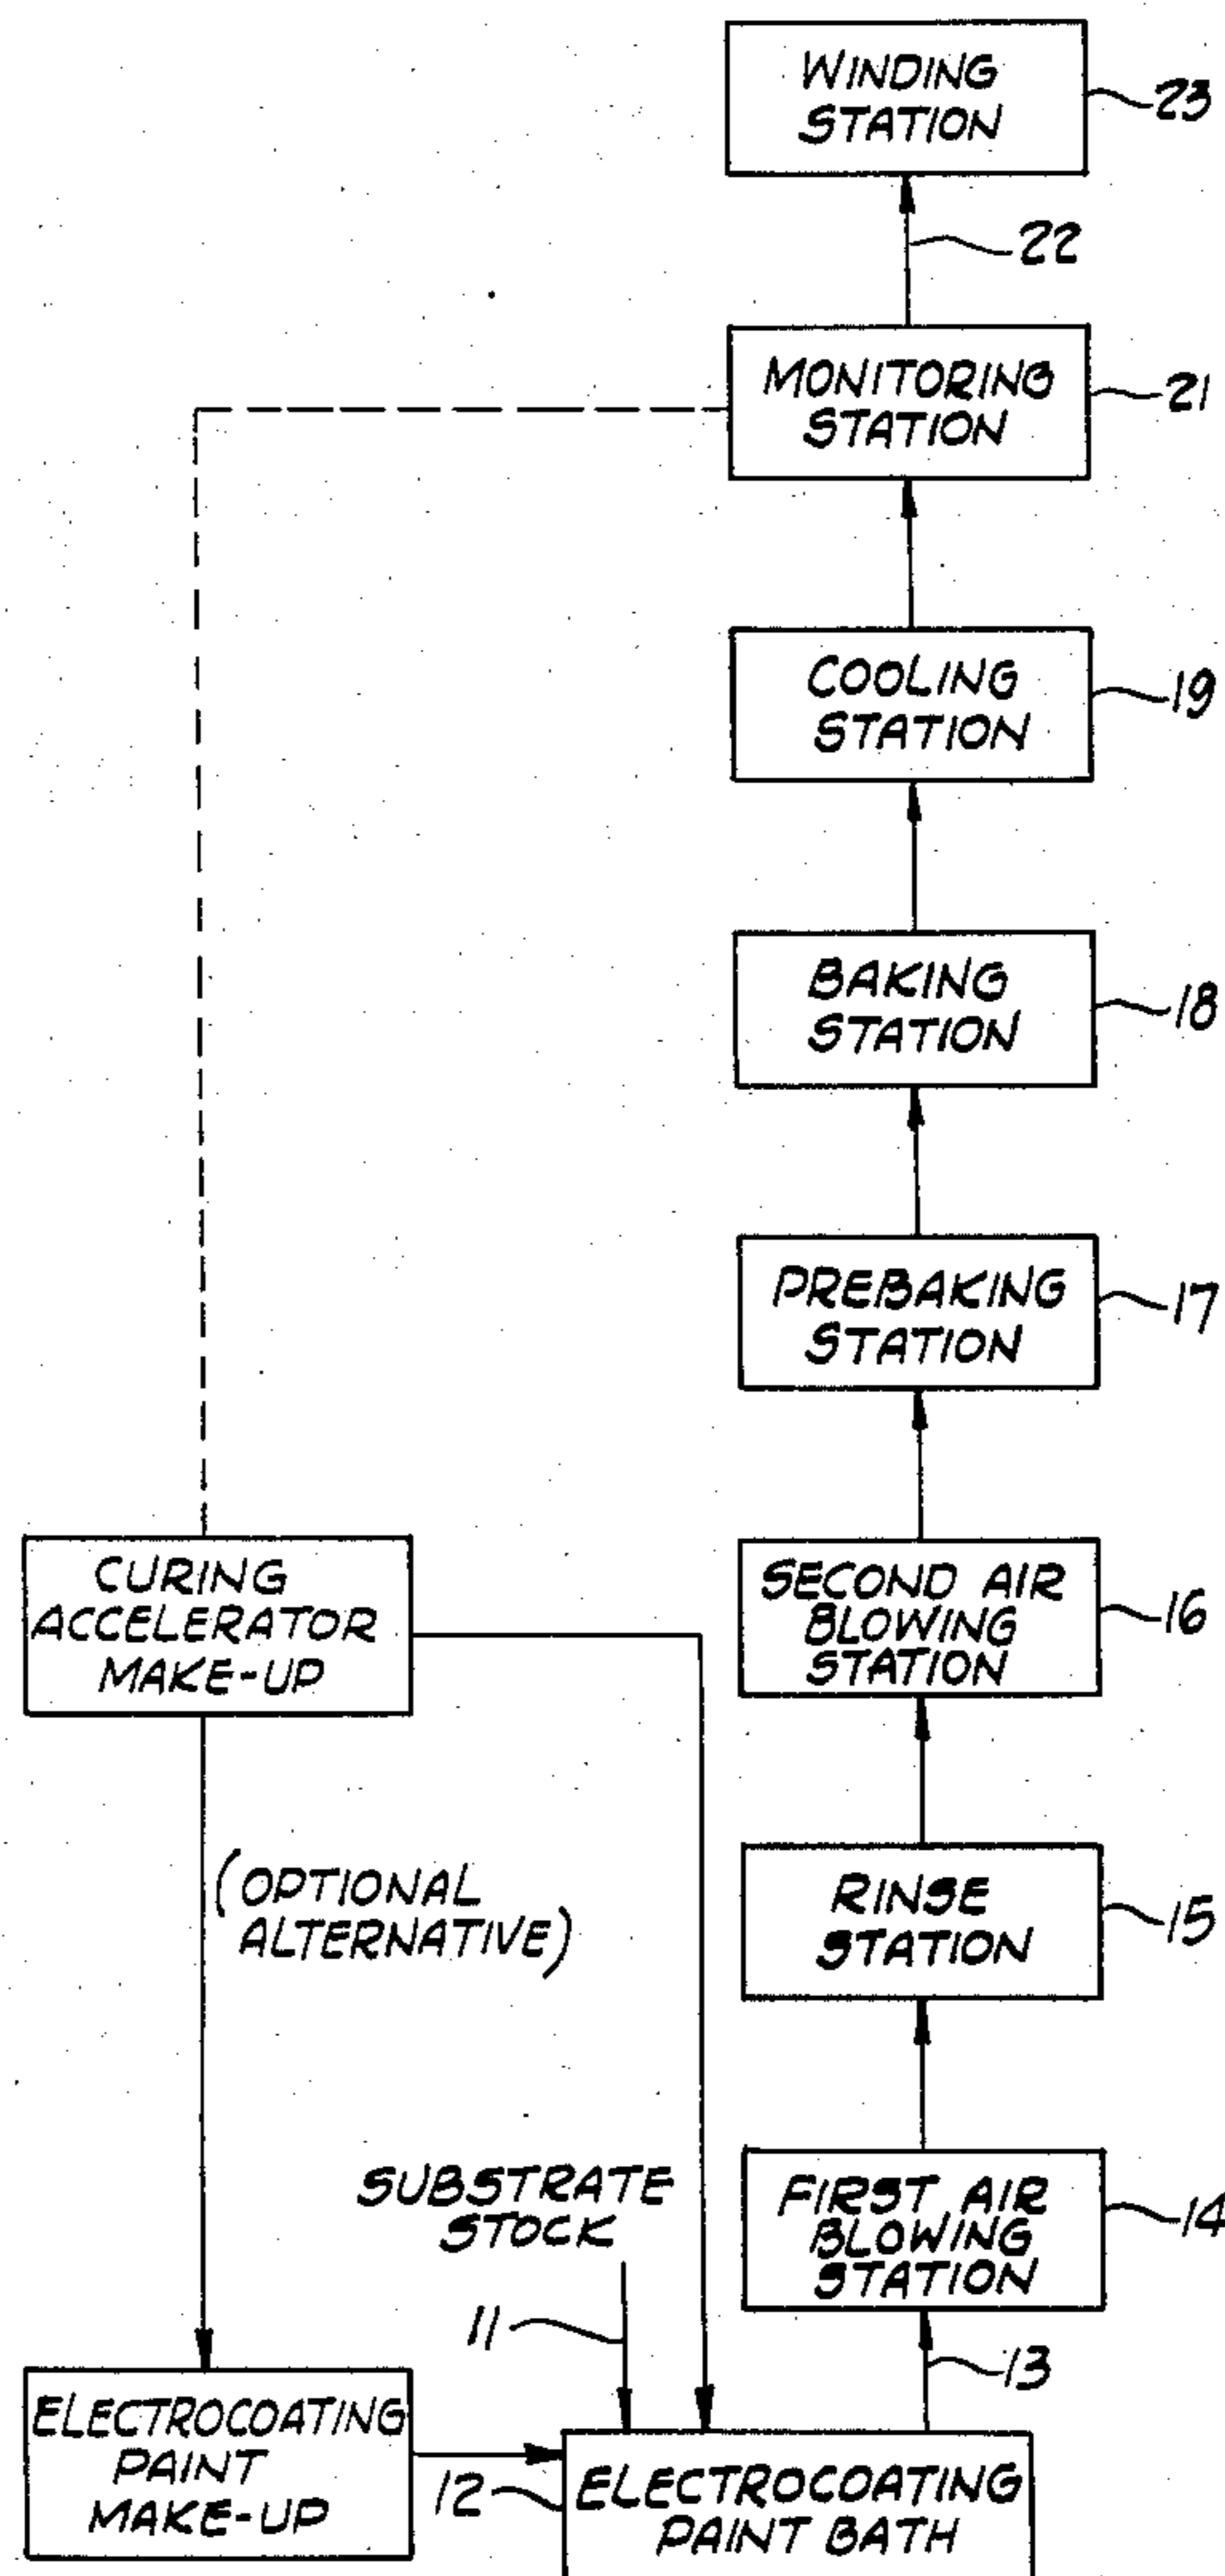 WINDING
STATION
23
22
MONITORING
STATION
21
COOLING
STATION
19
BAKING
STATION
18
PREBAKING
STATION
17
CURING
ACCELERATOR
MAKE-UP
SECOND AIR
BLOWING
STATION
16
(OPTIONAL
ALTERNATIVE)
RINSE
STATION
15
SUBSTRATE
STOCK
11
FIRST AIR
BLOWING
STATION
14
13
ELECTROCOATING
PAINT
MAKE-UP
12
ELECTROCOATING
PAINT BATH